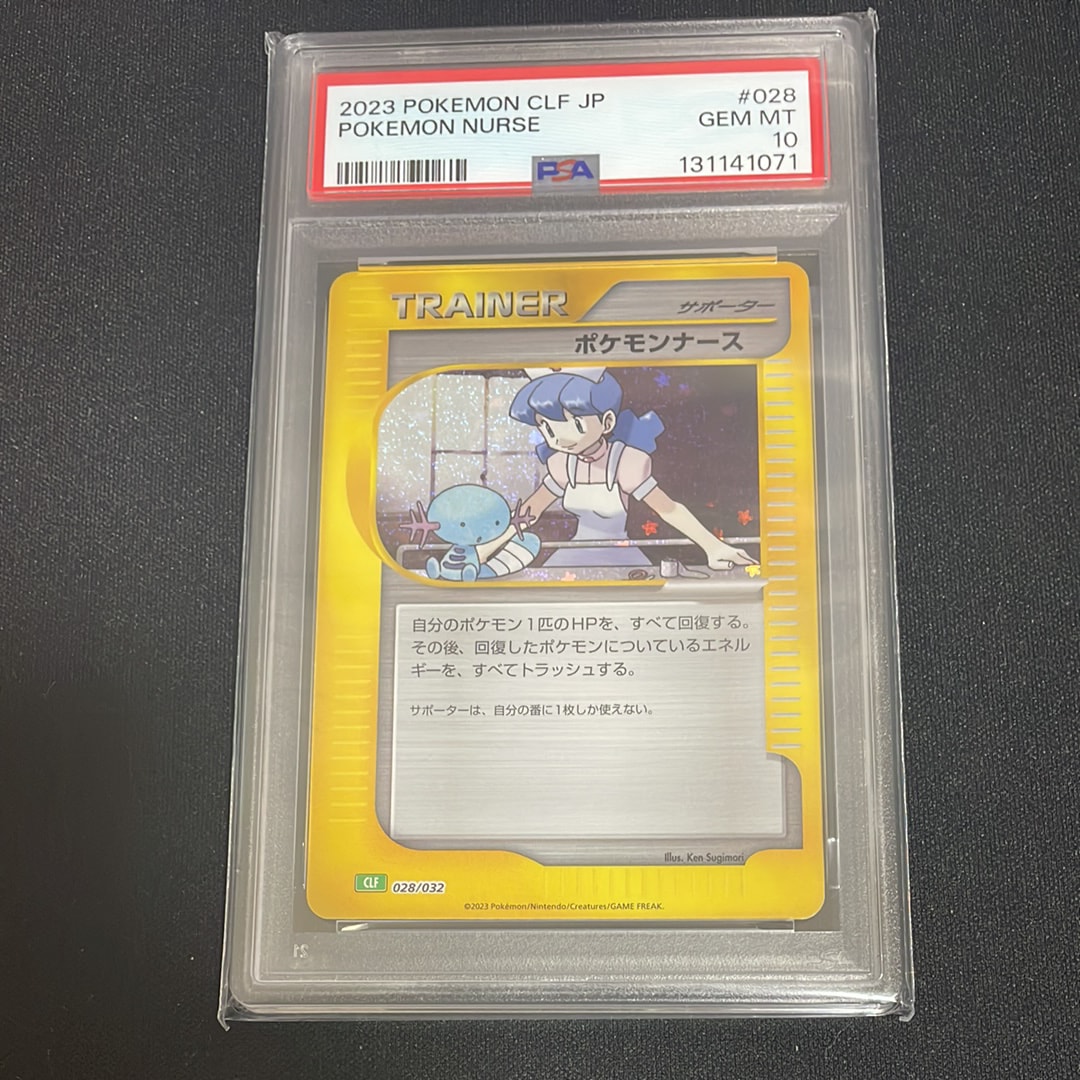 2023 POKEMON CLF JP
POKEMON NURSE
#028
GEM MT
10
131141071
PSA
TRAINER
サポーター
ポケモンナース
自分のポケモン1匹のHPを、すべて回復する。
その後、回復したポケモンについているエネル
ギーを、すべてトラッシュする。
サポーターは、自分の番に1枚しか使えない。
Illus. Ken Sugimori
CLF 028/032
©2023 Pokémon/Nintendo/Creatures/GAME FREAK.